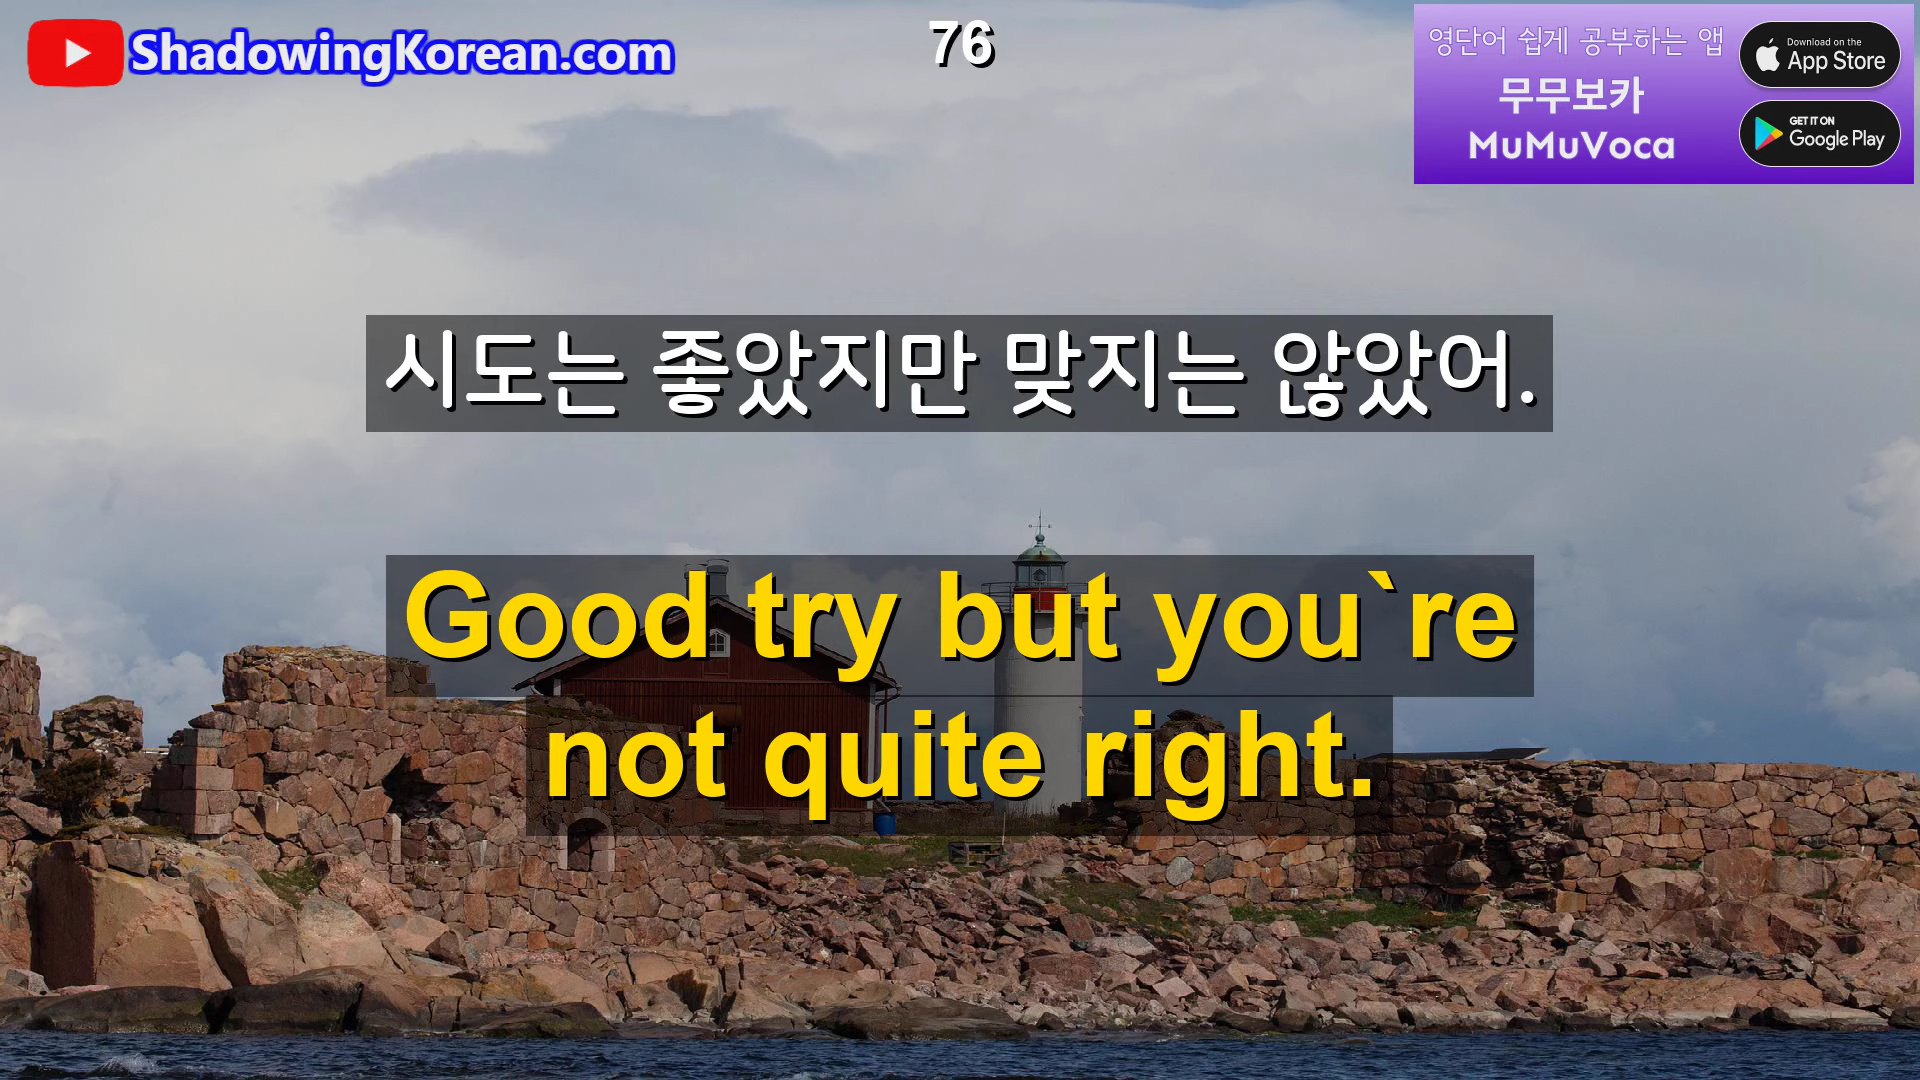 ShadowingKorean.com
76
영단어 쉽게 공부하는 앱
무무보카
MuMuVoca
Download on the
App Store
GET IT ON
Google Play
시도는 좋았지만 맞지는 않았어.
Good try but you`re
not quite right.